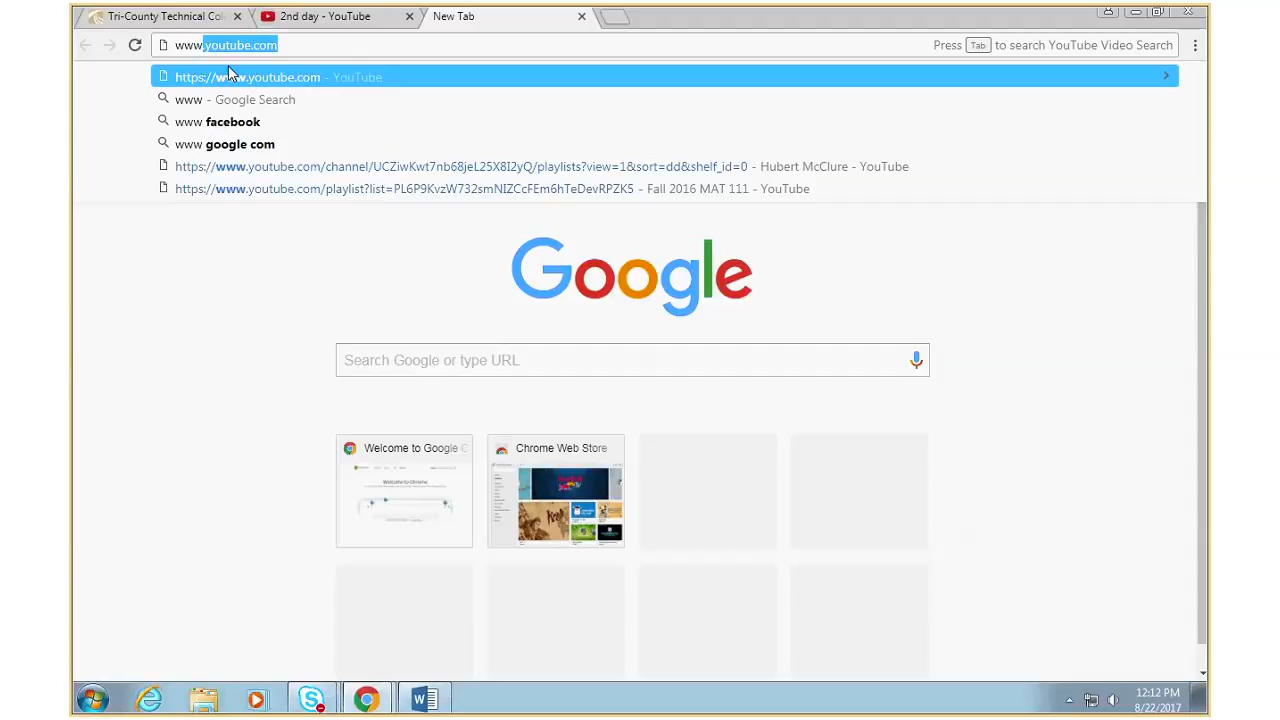 Tri-County Technical Col
2nd day - YouTube
New Tab
www.youtube.com
Press Tab to search YouTube Video Search
https://www.youtube.com - YouTube
www - Google Search
www facebook
www google com
https://www.youtube.com/channel/UCZiwKwt7nb68jeL25X8I2yQ/playlists?view=1&sort=dd&shelf_id=0 - Hubert McClure - YouTube
https://www.youtube.com/playlist?list=PL6P9KvzW732smNIZCcFEm6hTeDevRPZK5 - Fall 2016 MAT 111 - YouTube
Google
Search Google or type URL
Welcome to Google C
Chrome Web Store
Welcome to Chrome
12:12 PM
8/22/2017